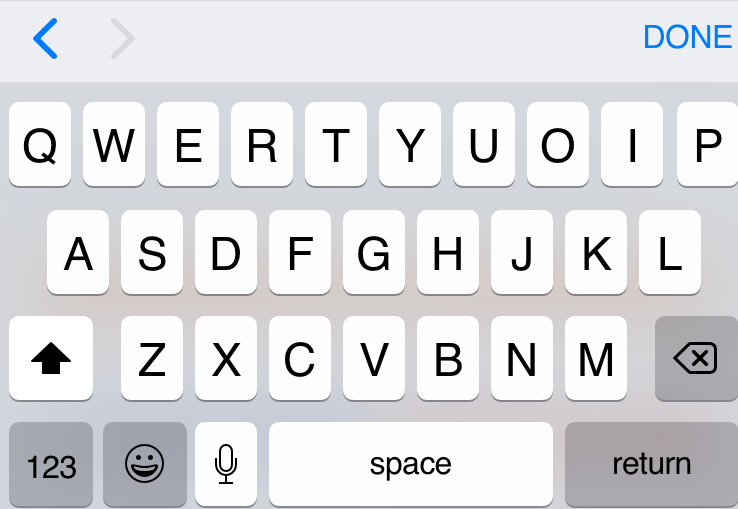 DONE
Q W E R T Y U O I P
A S D F G H J K L
Z X C V B N M
123 space return